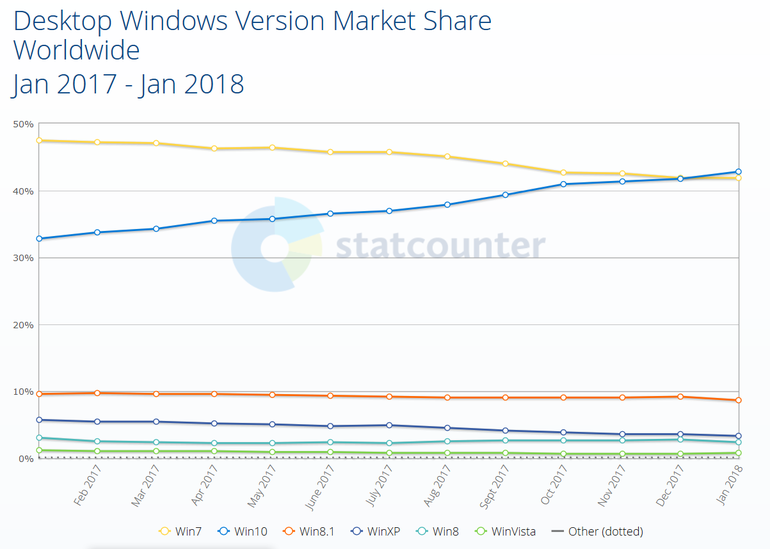 Desktop Windows Version Market Share
Worldwide
Jan 2017 - Jan 2018
50%
40%
30%
20%
10%
0%
statcounter
Feb 2017
Mar 2017
Apr 2017
May 2017
June 2017
July 2017
Aug 2017
Sept 2017
Oct 2017
Nov 2017
Dec 2017
Jan 2018
Win7 Win10 Win8.1 WinXP Win8 WinVista Other (dotted)